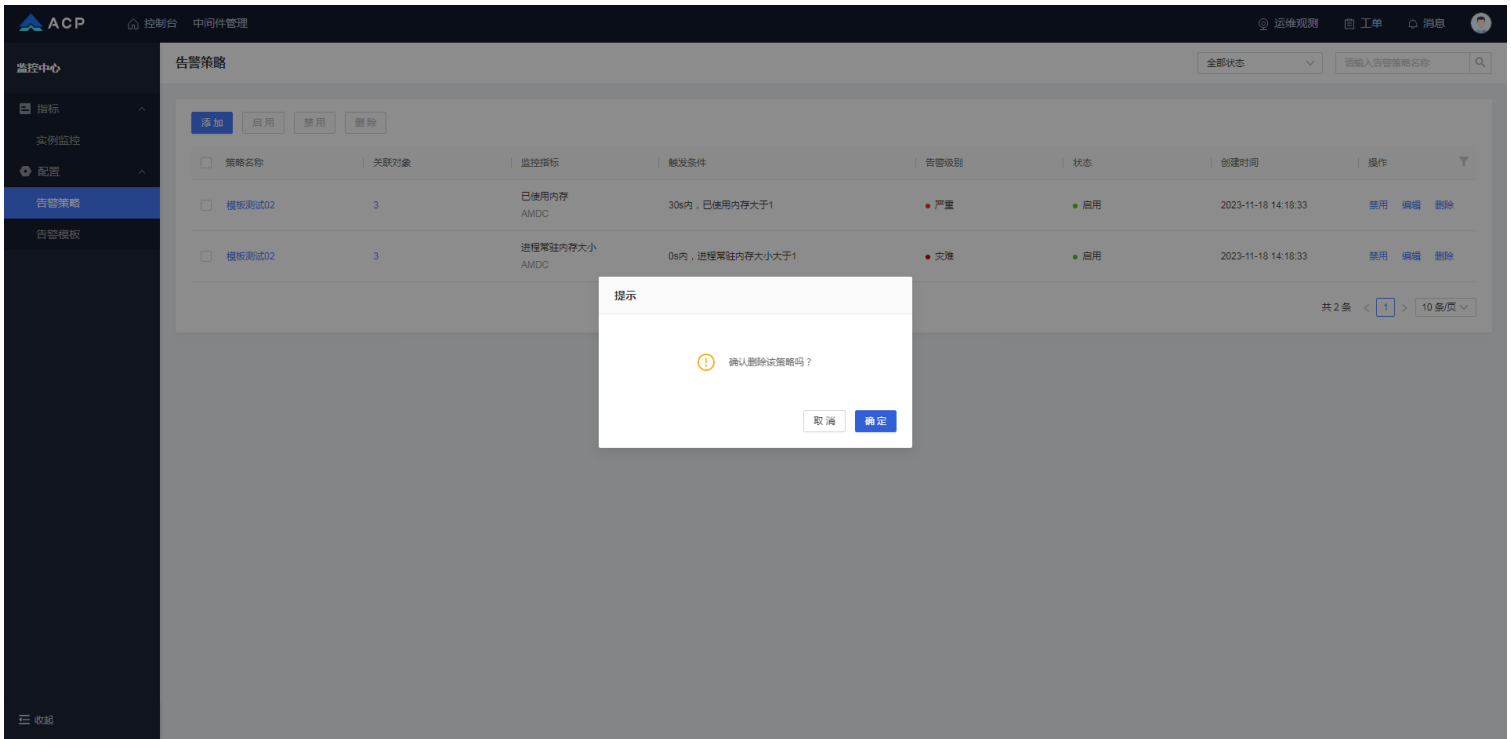 ACP 控制台 中间件管理 运维观测 工单 消息
监控中心
告警策略 全部状态 请输入告警策略名称
指标
实例监控
配置
告警策略
告警模板
添加 启用 禁用 删除
策略名称 关联对象 监控指标 触发条件 告警级别 状态 创建时间 操作
模板测试02 3 已使用内存 30s内，已使用内存大于1 严重 启用 2023-11-18 14:18:33 禁用 编辑 删除
AMDC
模板测试02 3 进程常驻内存大小 0s内，进程常驻内存大小大于1 灾难 启用 2023-11-18 14:18:33 禁用 编辑 删除
AMDC
共2条 < 1 > 10条/页
提示
确认删除该策略吗？
取消 确定
收起